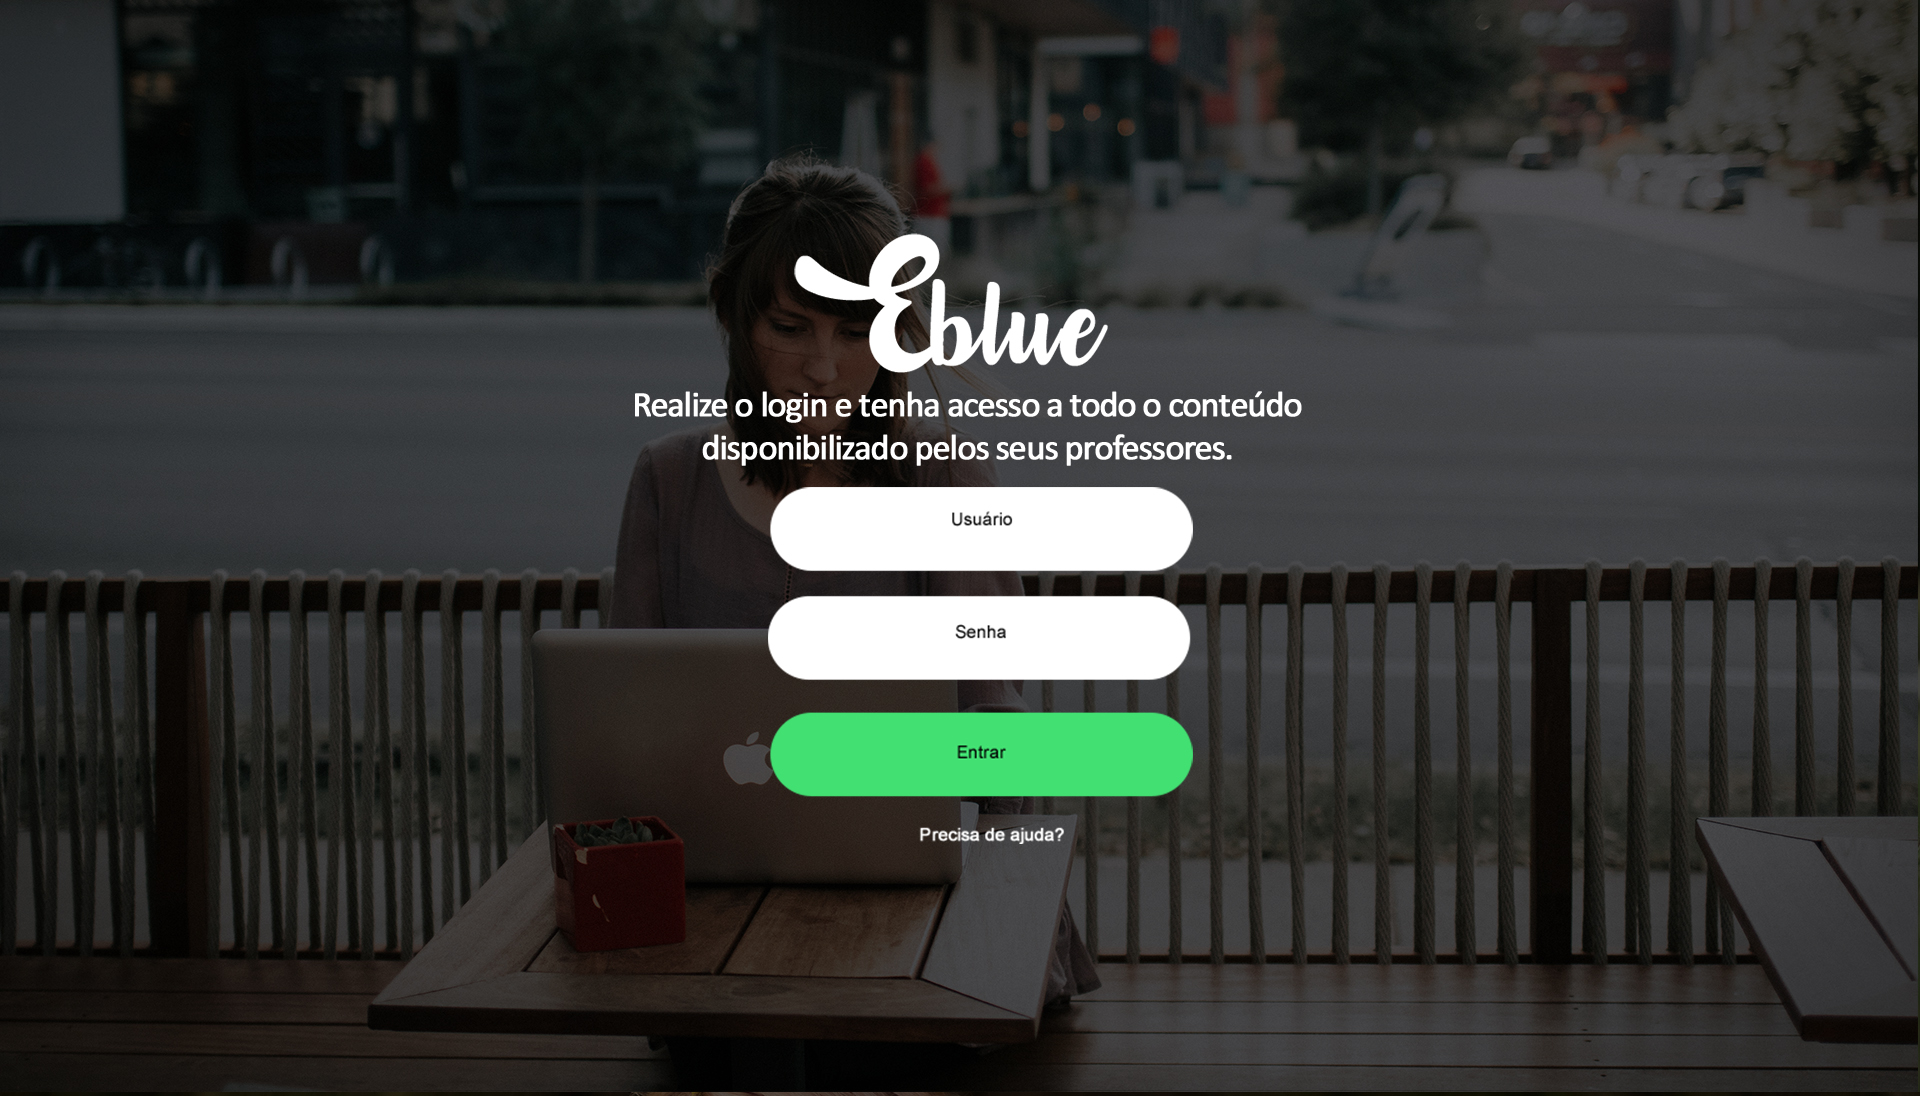 Eblue
Realize o login e tenha acesso a todo o conteúdo
disponibilizado pelos seus professores.
Usuário
Senha
Entrar
Precisa de ajuda?